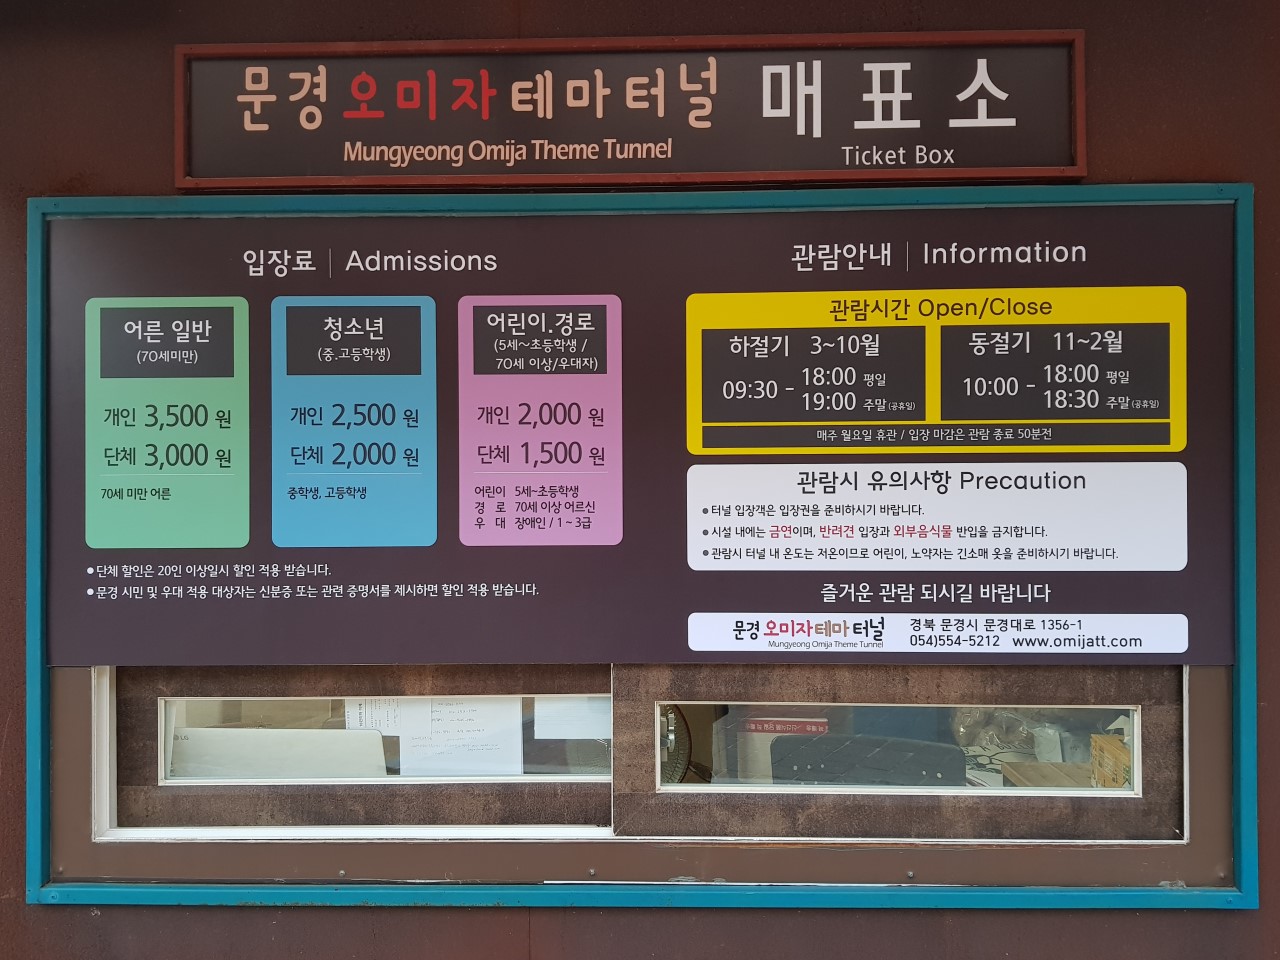 문경 오미자 테마터널 매표소
Mungyeong Omija Theme Tunnel
Ticket Box
입장료 | Admissions
어른 일반
(70세미만)
개인 3,500 원
단체 3,000 원
70세 미만 어른
청소년
(중.고등학생)
개인 2,500 원
단체 2,000 원
중학생, 고등학생
어린이.경로
(5세~초등학생 /
70세 이상/우대자)
개인 2,000 원
단체 1,500 원
어린이 5세~초등학생
경 로 70세 이상 어르신
우 대 장애인 / 1 ~ 3급
●단체 할인은 20인 이상일시 할인 적용 받습니다.
●문경 시민 및 우대 적용 대상자는 신분증 또는 관련 증명서를 제시하면 할인 적용 받습니다.
관람안내 | Information
관람시간 Open/Close
하절기 3~10월
09:30 - 18:00 평일
19:00 주말(공휴일)
동절기 11~2월
10:00 - 18:00 평일
18:30 주말(공휴일)
매주 월요일 휴관 / 입장 마감은 관람 종료 50분전
관람시 유의사항 Precaution
●터널 입장객은 입장권을 준비하시기 바랍니다.
●시설 내에는 금연이며, 반려견 입장과 외부음식물 반입을 금지합니다.
●관람시 터널 내 온도는 저온이므로 어린이, 노약자는 긴소매 옷을 준비하시기 바랍니다.
즐거운 관람 되시길 바랍니다
문경 오미자테마터널
Mungyeong Omija Theme Tunnel
경북 문경시 문경대로 1356-1
054)554-5212 www.omijatt.com
LG